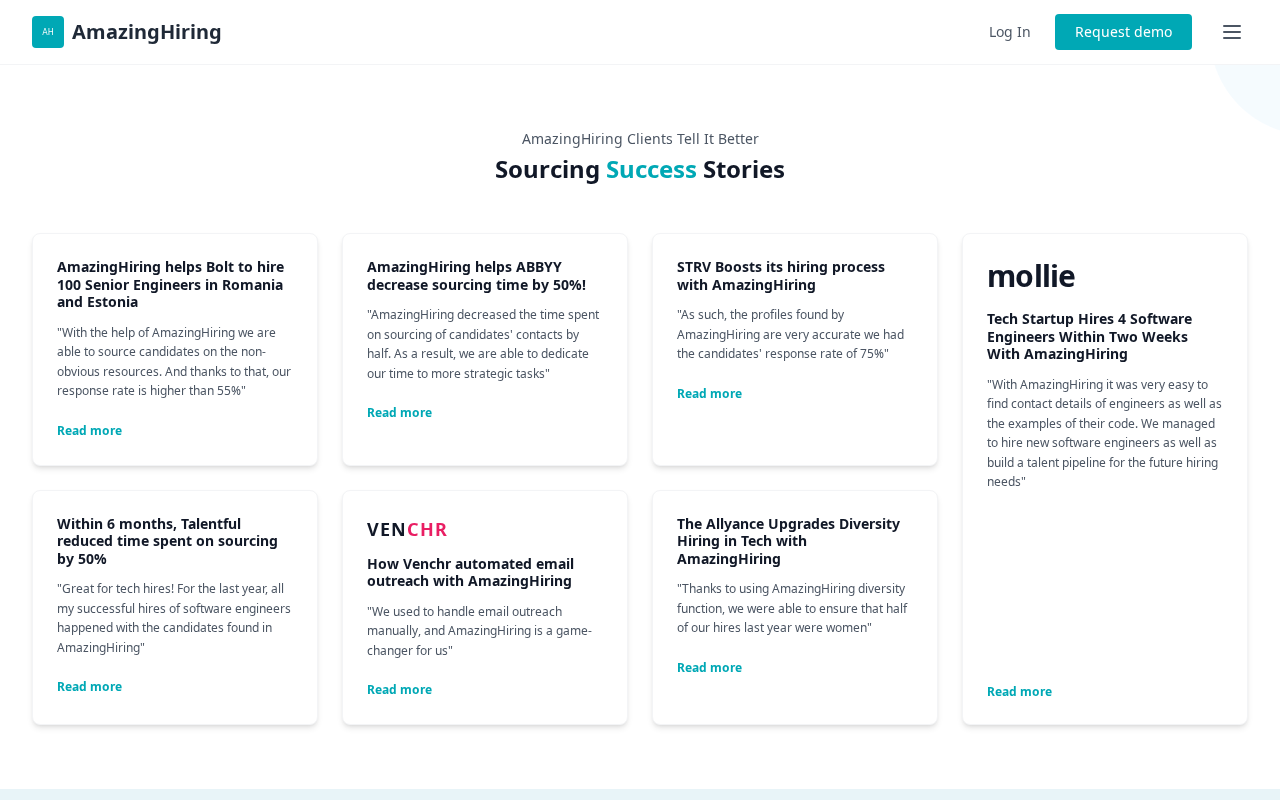 AH
AmazingHiring
Log In
Request demo
AmazingHiring Clients Tell It Better
Sourcing Success Stories
AmazingHiring helps Bolt to hire
100 Senior Engineers in Romania
and Estonia
"With the help of AmazingHiring we are
able to source candidates on the non-
obvious resources. And thanks to that, our
response rate is higher than 55%"
Read more
AmazingHiring helps ABBYY
decrease sourcing time by 50%!
"AmazingHiring decreased the time spent
on sourcing of candidates' contacts by
half. As a result, we are able to dedicate
our time to more strategic tasks"
Read more
STRV Boosts its hiring process
with AmazingHiring
"As such, the profiles found by
AmazingHiring are very accurate we had
the candidates' response rate of 75%"
Read more
mollie
Tech Startup Hires 4 Software
Engineers Within Two Weeks
With AmazingHiring
"With AmazingHiring it was very easy to
find contact details of engineers as well as
the examples of their code. We managed
to hire new software engineers as well as
build a talent pipeline for the future hiring
needs"
Read more
Within 6 months, Talentful
reduced time spent on sourcing
by 50%
"Great for tech hires! For the last year, all
my successful hires of software engineers
happened with the candidates found in
AmazingHiring"
Read more
VENCHR
How Venchr automated email
outreach with AmazingHiring
"We used to handle email outreach
manually, and AmazingHiring is a game-
changer for us"
Read more
The Allyance Upgrades Diversity
Hiring in Tech with
AmazingHiring
"Thanks to using AmazingHiring diversity
function, we were able to ensure that half
of our hires last year were women"
Read more